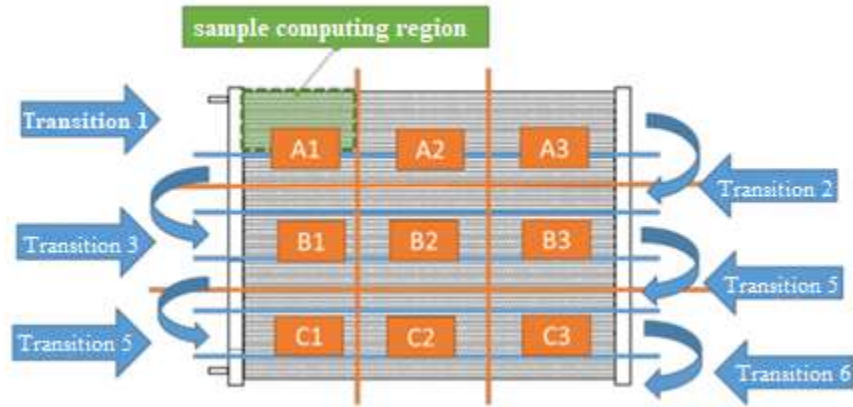 sample computing region
Transition 1
A1
A2
A3
Transition 2
Transition 3
B1
B2
B3
Transition 5
Transition 5
C1
C2
C3
Transition 6